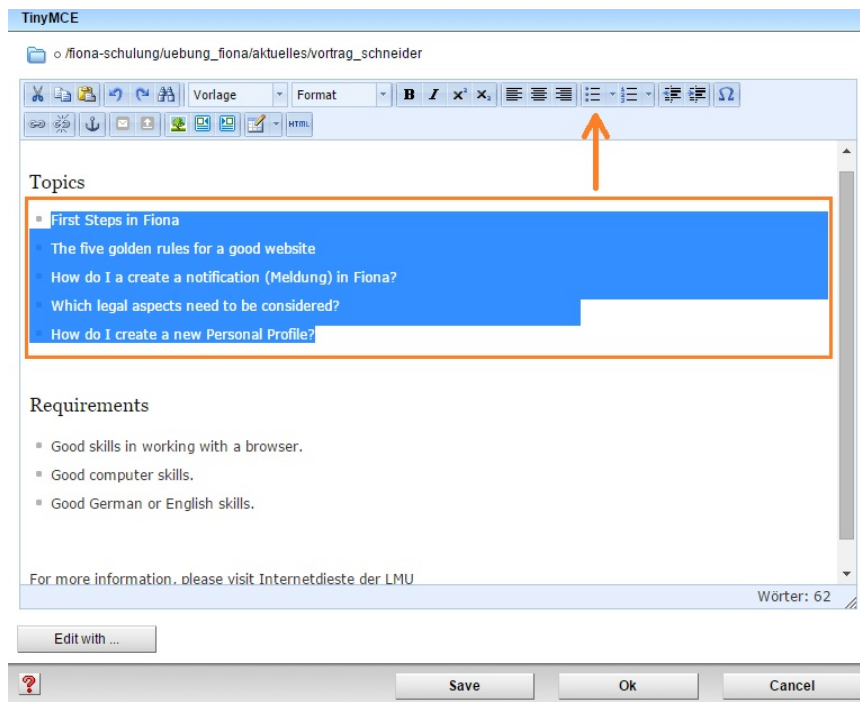 TinyMCE
/fiona-schulung/uebung_fiona/aktuelles/vortrag_schneider
Vorlage Format B I x² x₂ Ω
HTML
Topics
First Steps in Fiona
The five golden rules for a good website
How do I a create a notification (Meldung) in Fiona?
Which legal aspects need to be considered?
How do I create a new Personal Profile?
Requirements
Good skills in working with a browser.
Good computer skills.
Good German or English skills.
For more information, please visit Internetdieste der LMU
Wörter: 62
Edit with ...
? Save Ok Cancel